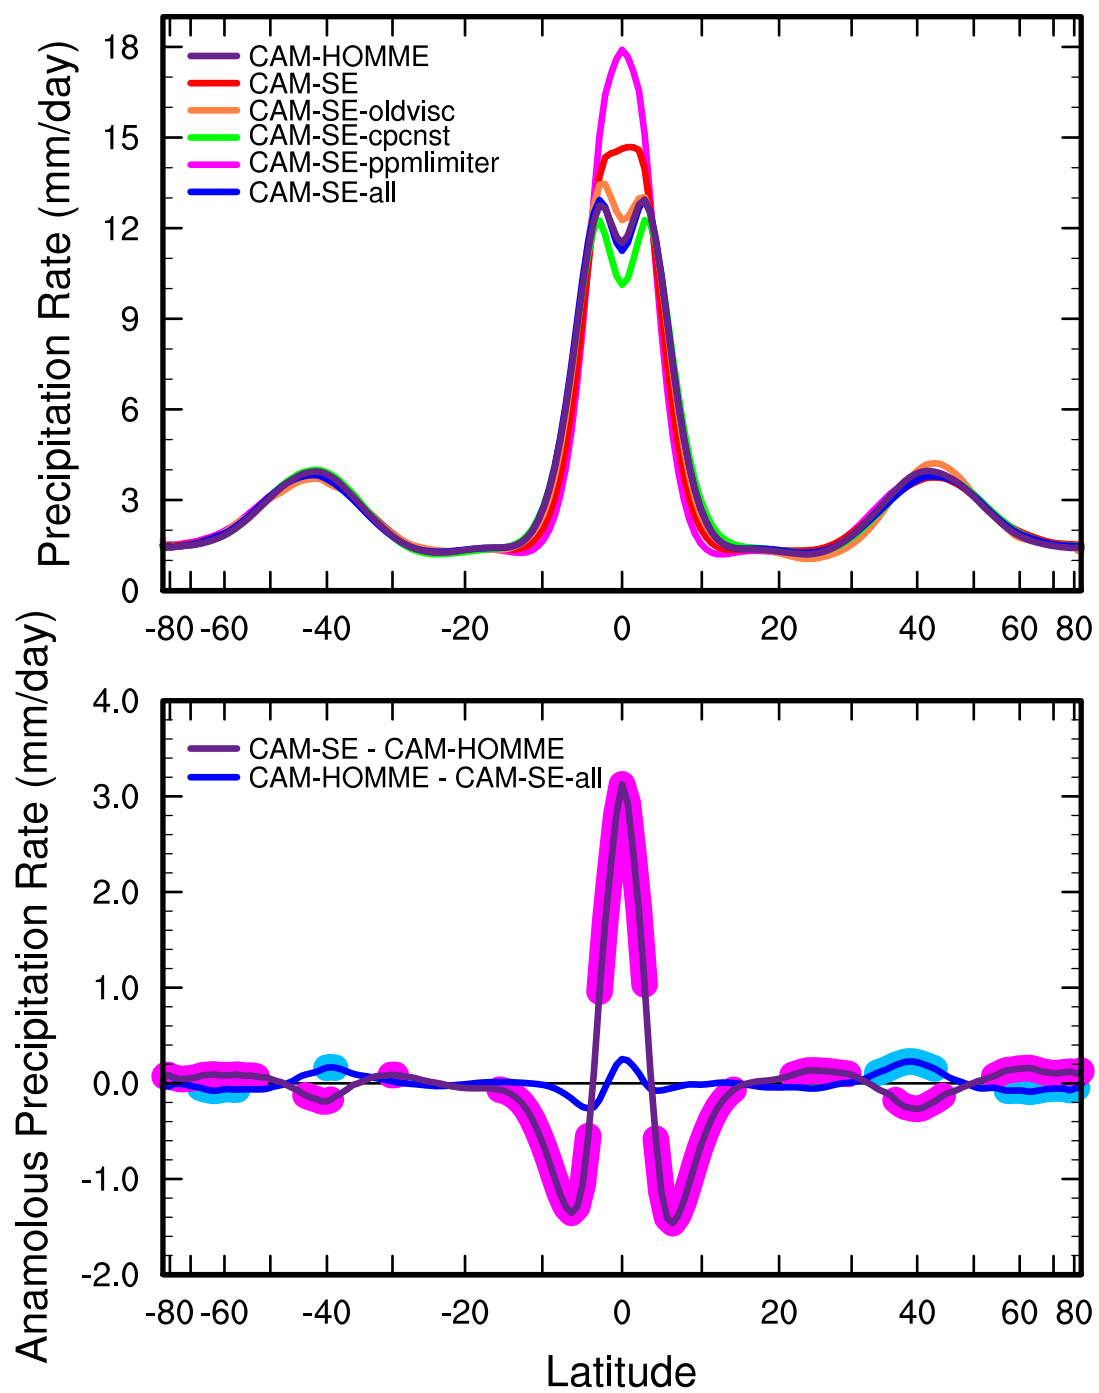 Precipitation Rate (mm/day)
18
15
12
9
6
3
0
CAM-HOMME
CAM-SE
CAM-SE-oldvisc
CAM-SE-cpcnst
CAM-SE-ppmlimiter
CAM-SE-all
-80 -60 -40 -20 0 20 40 60 80
Anamolous Precipitation Rate (mm/day)
4.0
3.0
2.0
1.0
0.0
-1.0
-2.0
CAM-SE - CAM-HOMME
CAM-HOMME - CAM-SE-all
-80 -60 -40 -20 0 20 40 60 80
Latitude